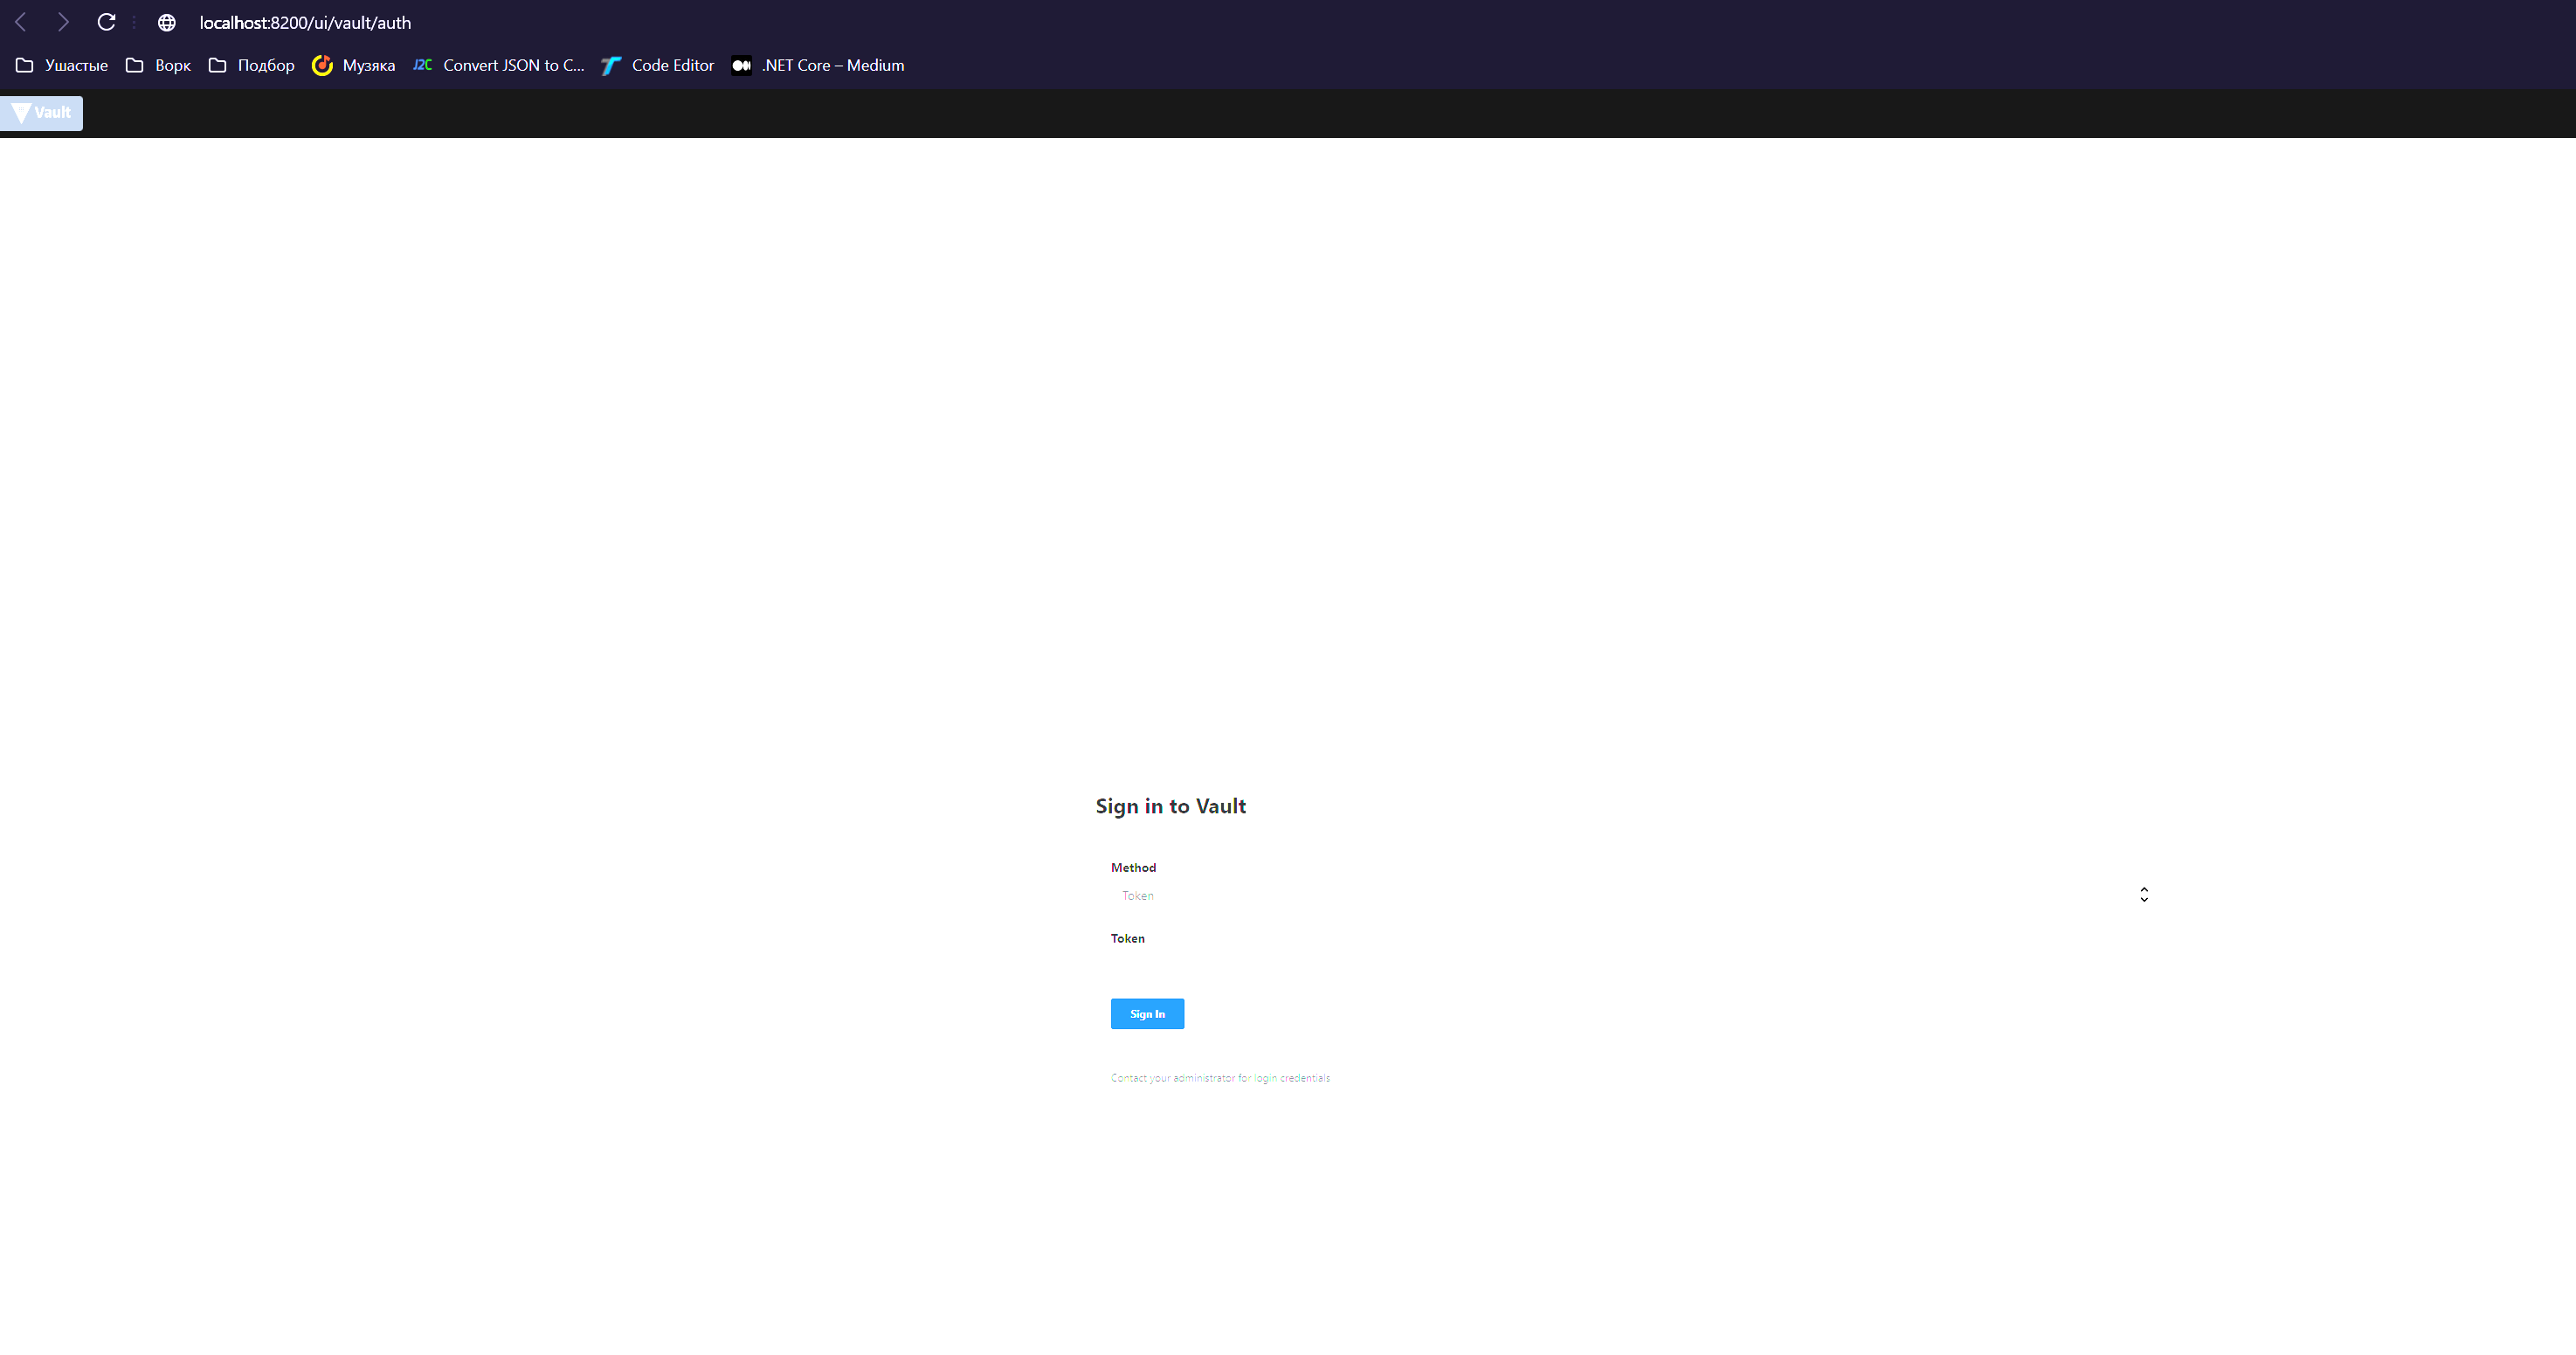 localhost:8200/ui/vault/auth
Ушастые Ворк Подбор Музяка J2C Convert JSON to C... Code Editor .NET Core – Medium
Vault
Sign in to Vault
Method
Token
Token
Sign In
Contact your administrator for login credentials